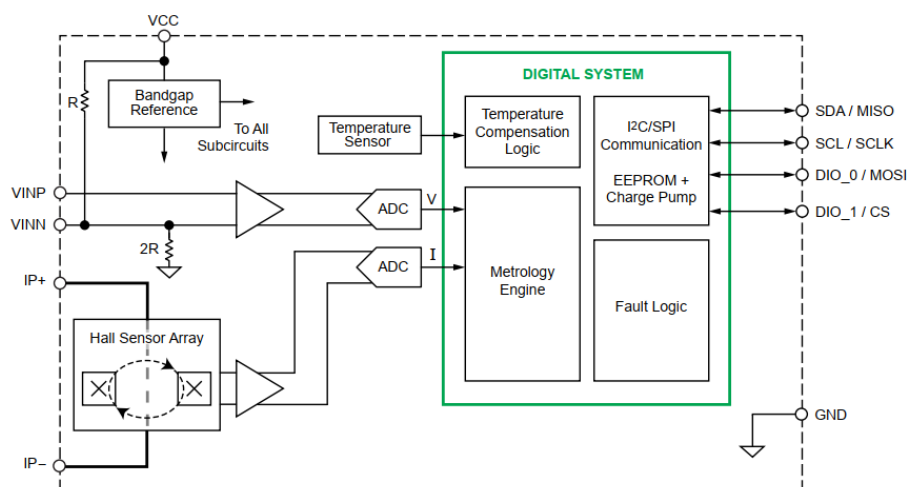 VCC
DIGITAL SYSTEM
R
Bandgap
Reference
To All
Subcircuits
Temperature
Sensor
Temperature
Compensation
Logic
I²C/SPI
Communication
EEPROM +
Charge Pump
SDA / MISO
SCL / SCLK
DIO_0 / MOSI
DIO_1 / CS
VINP
VINN
2R
ADC
V
ADC
I
Metrology
Engine
Fault Logic
IP+
Hall Sensor Array
IP–
GND